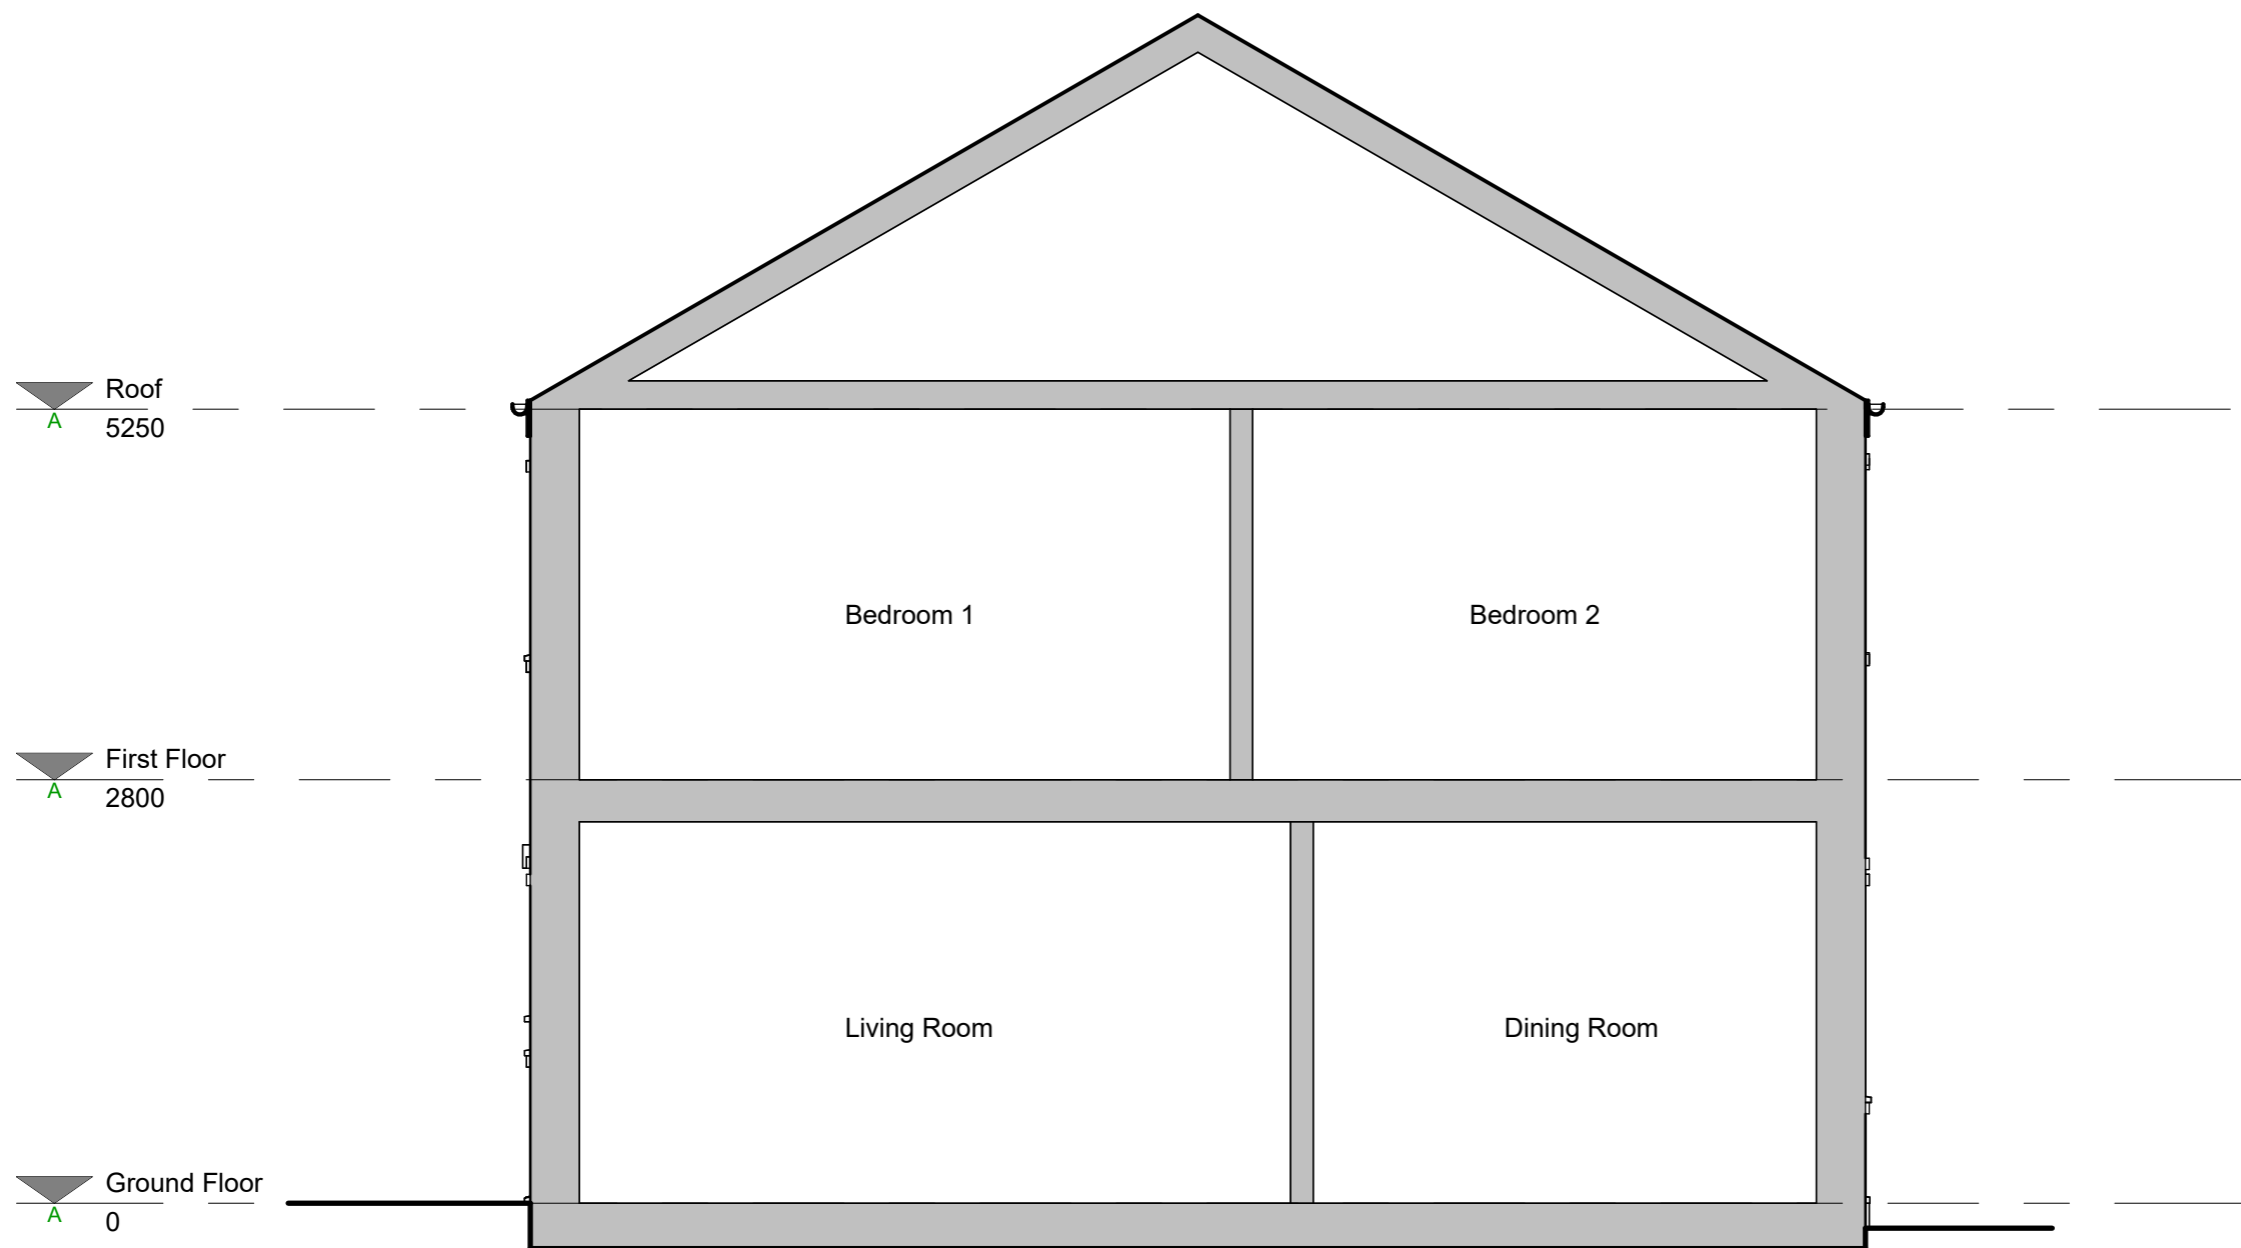 Roof
A
5250
Bedroom 1
Bedroom 2
First Floor
A
2800
Living Room
Dining Room
Ground Floor
A
0